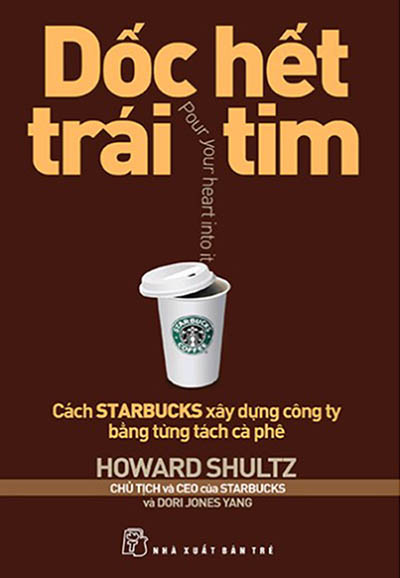 Dốc hết
trái tim
Pour your heart into it
STARBUCKS
COFFEE
Cách STARBUCKS xây dựng công ty
bằng từng tách cà phê
HOWARD SHULTZ
CHỦ TỊCH và CEO của STARBUCKS
và DORI JONES YANG
NHÀ XUẤT BẢN TRẺ